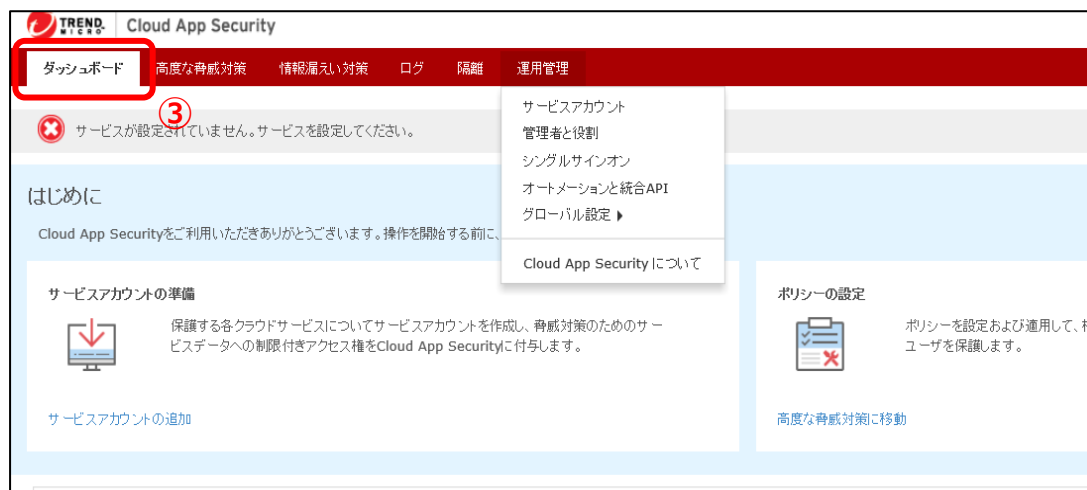 TREND MICRO Cloud App Security
ダッシュボード 高度な脅威対策 情報漏えい対策 ログ 隔離 運用管理
③
サービスが設定されていません。サービスを設定してください。
サービスアカウント
管理者と役割
シングルサインオン
オートメーションと統合API
グローバル設定
Cloud App Security について
はじめに
Cloud App Securityをご利用いただきありがとうございます。操作を開始する前に、
サービスアカウントの準備
保護する各クラウドサービスについてサービスアカウントを作成し、脅威対策のためのサー
ビスデータへの制限付きアクセス権をCloud App Securityに付与します。
サービスアカウントの追加
ポリシーの設定
ポリシーを設定および適用して、
ユーザを保護します。
高度な脅威対策に移動